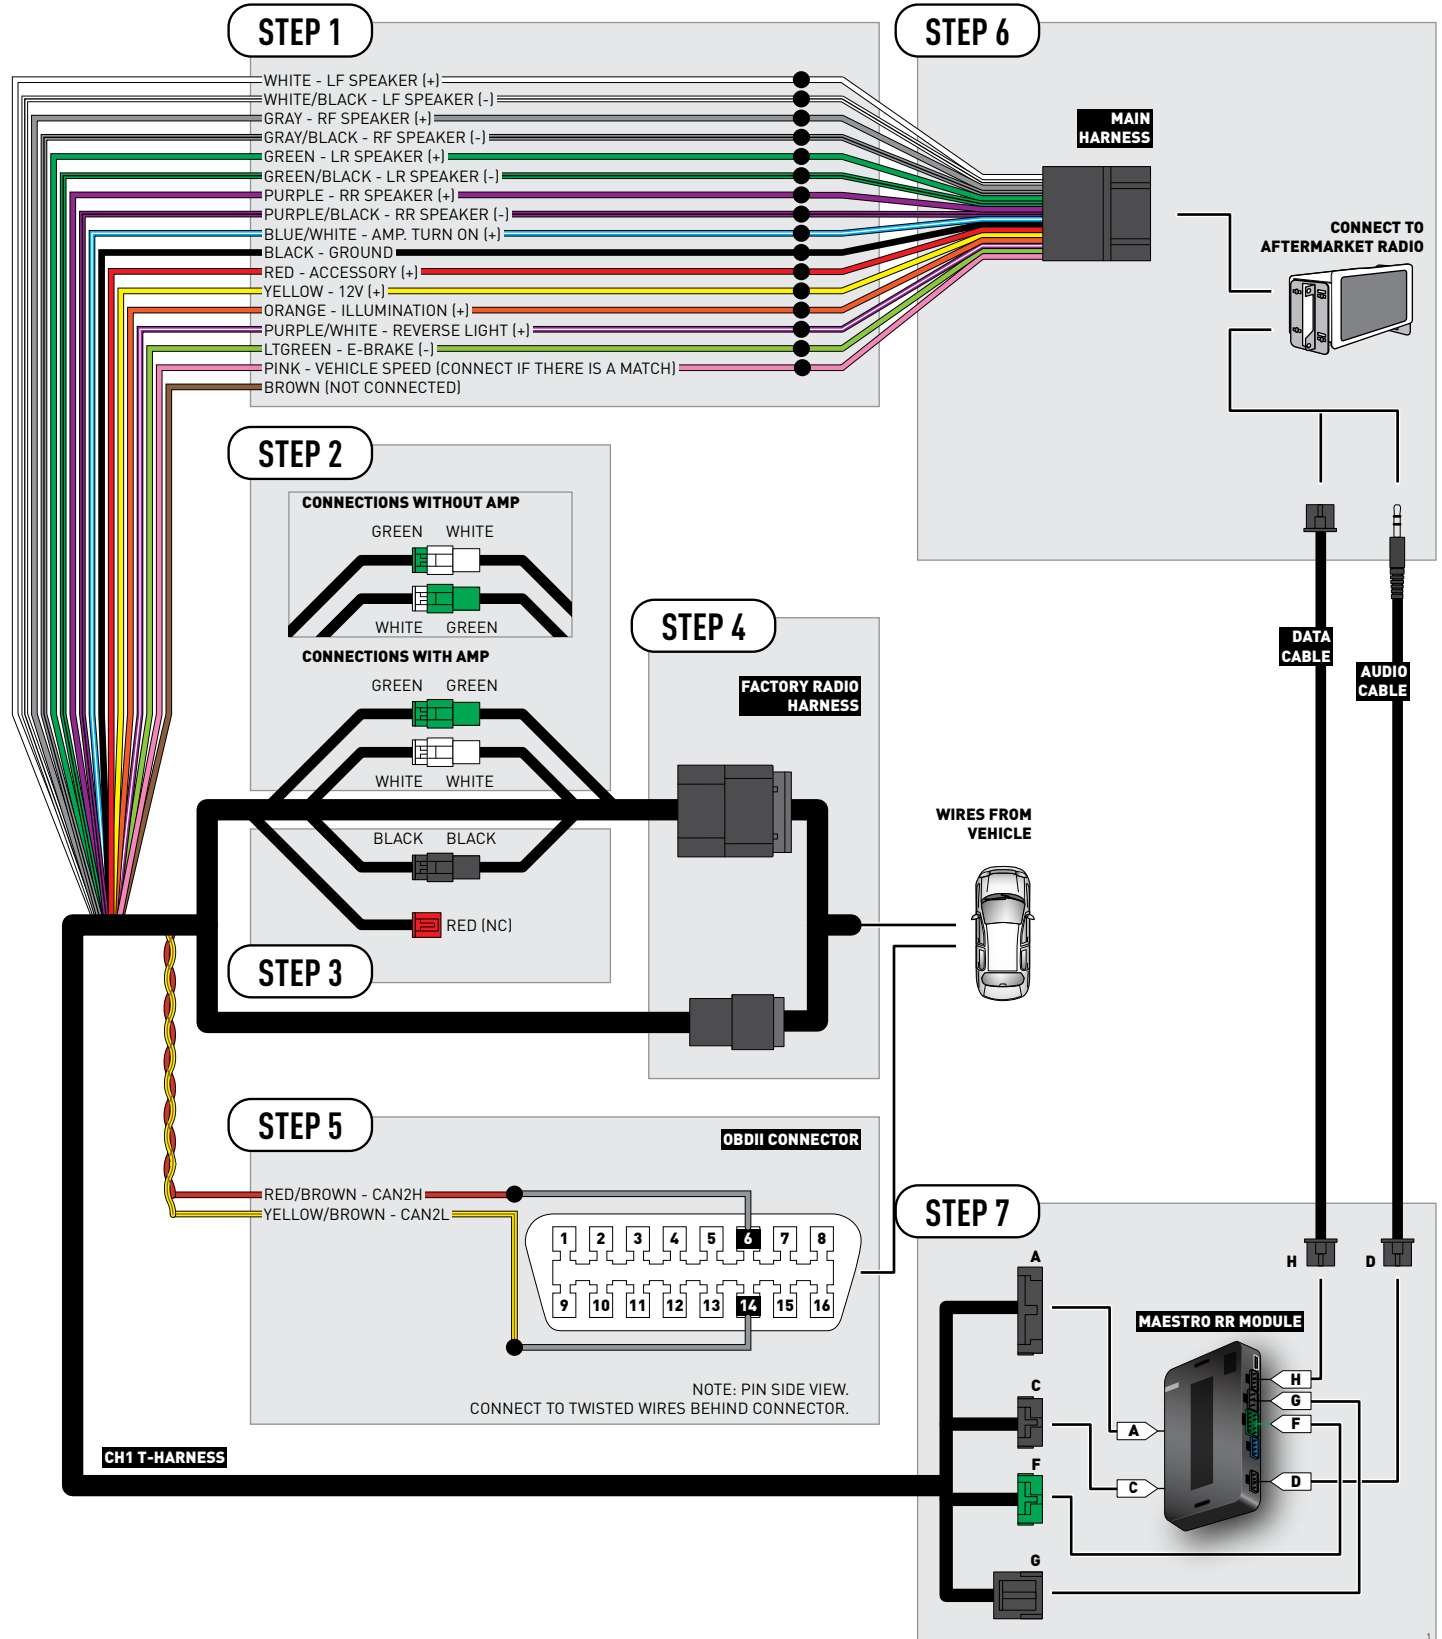 STEP 1
WHITE - LF SPEAKER (+)
WHITE/BLACK - LF SPEAKER (-)
GRAY - RF SPEAKER (+)
GRAY/BLACK - RF SPEAKER (-)
GREEN - LR SPEAKER (+)
GREEN/BLACK - LR SPEAKER (-)
PURPLE - RR SPEAKER (+)
PURPLE/BLACK - RR SPEAKER (-)
BLUE/WHITE - AMP. TURN ON (+)
BLACK - GROUND
RED - ACCESSORY (+)
YELLOW - 12V (+)
ORANGE - ILLUMINATION (+)
PURPLE/WHITE - REVERSE LIGHT (+)
LTGREEN - E-BRAKE (-)
PINK - VEHICLE SPEED (CONNECT IF THERE IS A MATCH)
BROWN (NOT CONNECTED)
STEP 6
MAIN
HARNESS
CONNECT TO
AFTERMARKET RADIO
DATA
CABLE
AUDIO
CABLE
STEP 2
CONNECTIONS WITHOUT AMP
GREEN WHITE
WHITE GREEN
CONNECTIONS WITH AMP
GREEN GREEN
WHITE WHITE
BLACK BLACK
RED (NC)
STEP 3
STEP 4
FACTORY RADIO
HARNESS
WIRES FROM
VEHICLE
STEP 5
OBDII CONNECTOR
RED/BROWN - CAN2H
YELLOW/BROWN - CAN2L
1 2 3 4 5 6 7 8
9 10 11 12 13 14 15 16
NOTE: PIN SIDE VIEW.
CONNECT TO TWISTED WIRES BEHIND CONNECTOR.
CH1 T-HARNESS
STEP 7
H D
A
MAESTRO RR MODULE
H
G
C
F
A
F
D
C
G
1